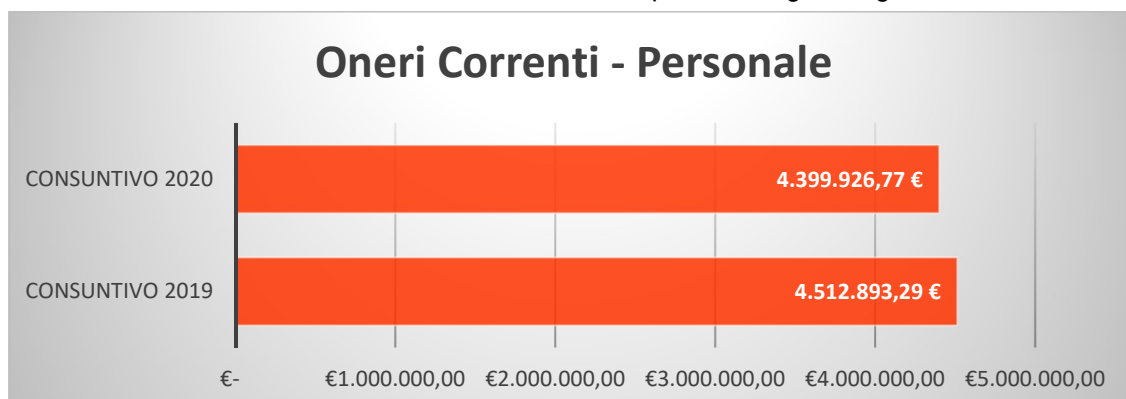 Oneri Correnti - Personale
CONSUNTIVO 2020
4.399.926,77 €
CONSUNTIVO 2019
4.512.893,29 €
€- €1.000.000,00 €2.000.000,00 €3.000.000,00 €4.000.000,00 €5.000.000,00